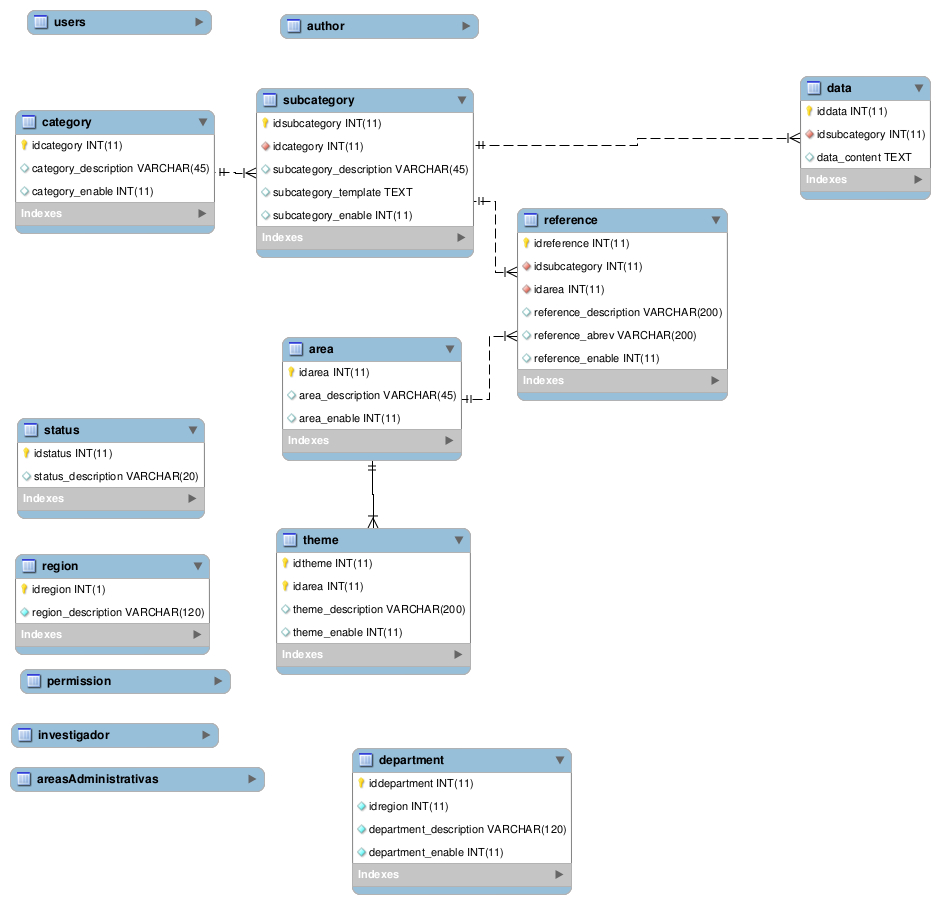 users
author
category
idcategory INT(11)
category_description VARCHAR(45)
category_enable INT(11)
Indexes
subcategory
idsubcategory INT(11)
idcategory INT(11)
subcategory_description VARCHAR(45)
subcategory_template TEXT
subcategory_enable INT(11)
Indexes
data
iddata INT(11)
idsubcategory INT(11)
data_content TEXT
Indexes
reference
idreference INT(11)
idsubcategory INT(11)
idarea INT(11)
reference_description VARCHAR(200)
reference_abrev VARCHAR(200)
reference_enable INT(11)
Indexes
area
idarea INT(11)
area_description VARCHAR(45)
area_enable INT(11)
Indexes
status
idstatus INT(11)
status_description VARCHAR(20)
Indexes
theme
idtheme INT(11)
idarea INT(11)
theme_description VARCHAR(200)
theme_enable INT(11)
Indexes
region
idregion INT(1)
region_description VARCHAR(120)
Indexes
permission
investigador
areasAdministrativas
department
iddepartment INT(11)
idregion INT(11)
department_description VARCHAR(120)
department_enable INT(11)
Indexes